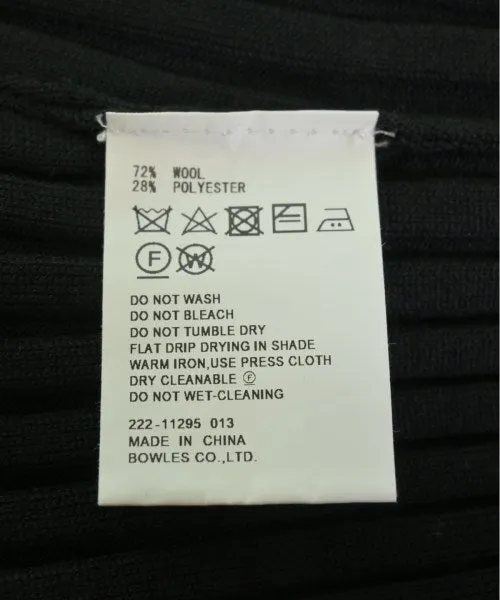 72% WOOL
28% POLYESTER
F W
DO NOT WASH
DO NOT BLEACH
DO NOT TUMBLE DRY
FLAT DRIP DRYING IN SHADE
WARM IRON,USE PRESS CLOTH
DRY CLEANABLE Ⓕ
DO NOT WET-CLEANING
222-11295 013
MADE IN CHINA
BOWLES CO.,LTD.